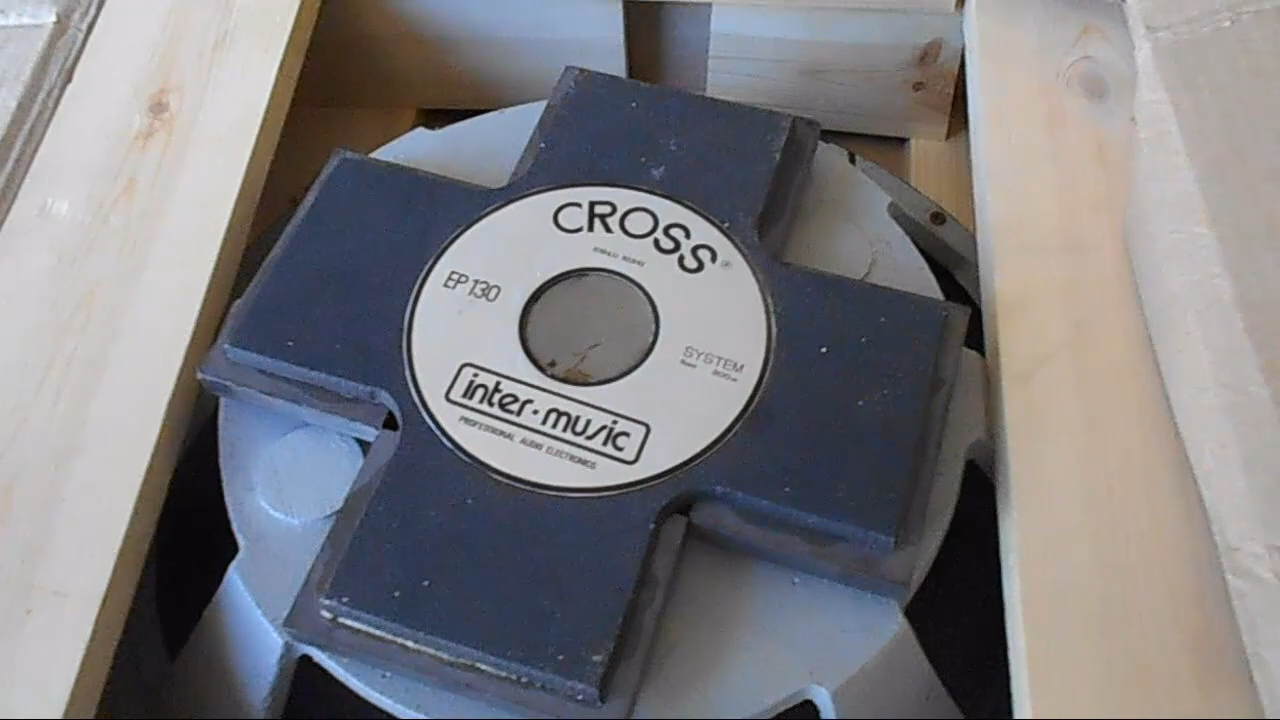 CROSS®
EP 130
SYSTEM
inter·music
PROFESSIONAL AUDIO ELECTRONICS